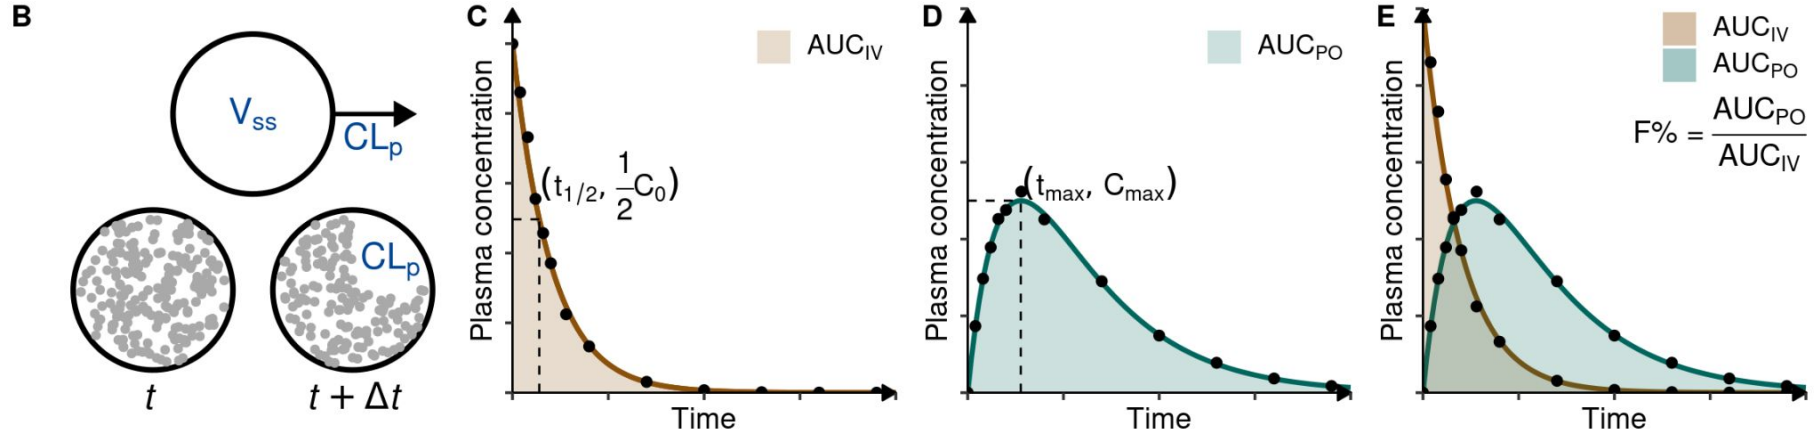 B
V_ss
CL_p
CL_p
t
t + Δt
C
AUC_IV
Plasma concentration
(t_1/2, 1/2 C_0)
Time
D
AUC_PO
Plasma concentration
(t_max, C_max)
Time
E
AUC_IV
AUC_PO
F% = AUC_PO / AUC_IV
Plasma concentration
Time